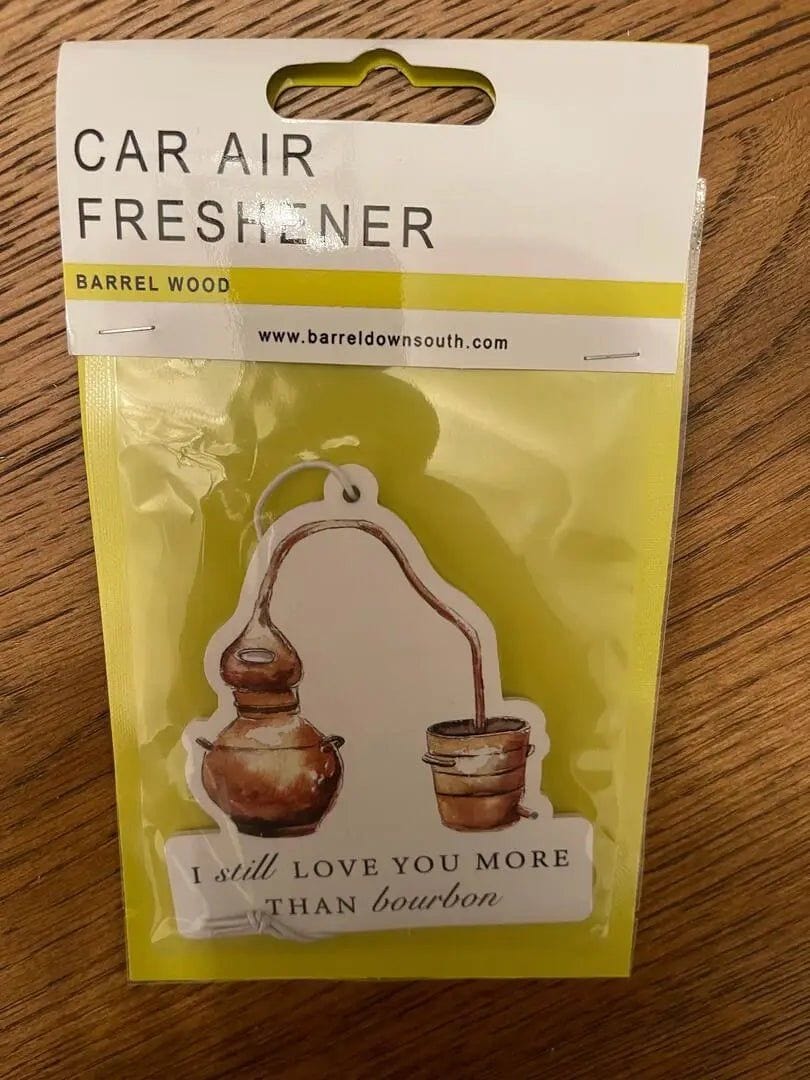 CAR AIR
FRESHENER
BARREL WOOD
www.barreldownsouth.com
I still LOVE YOU MORE
THAN bourbon